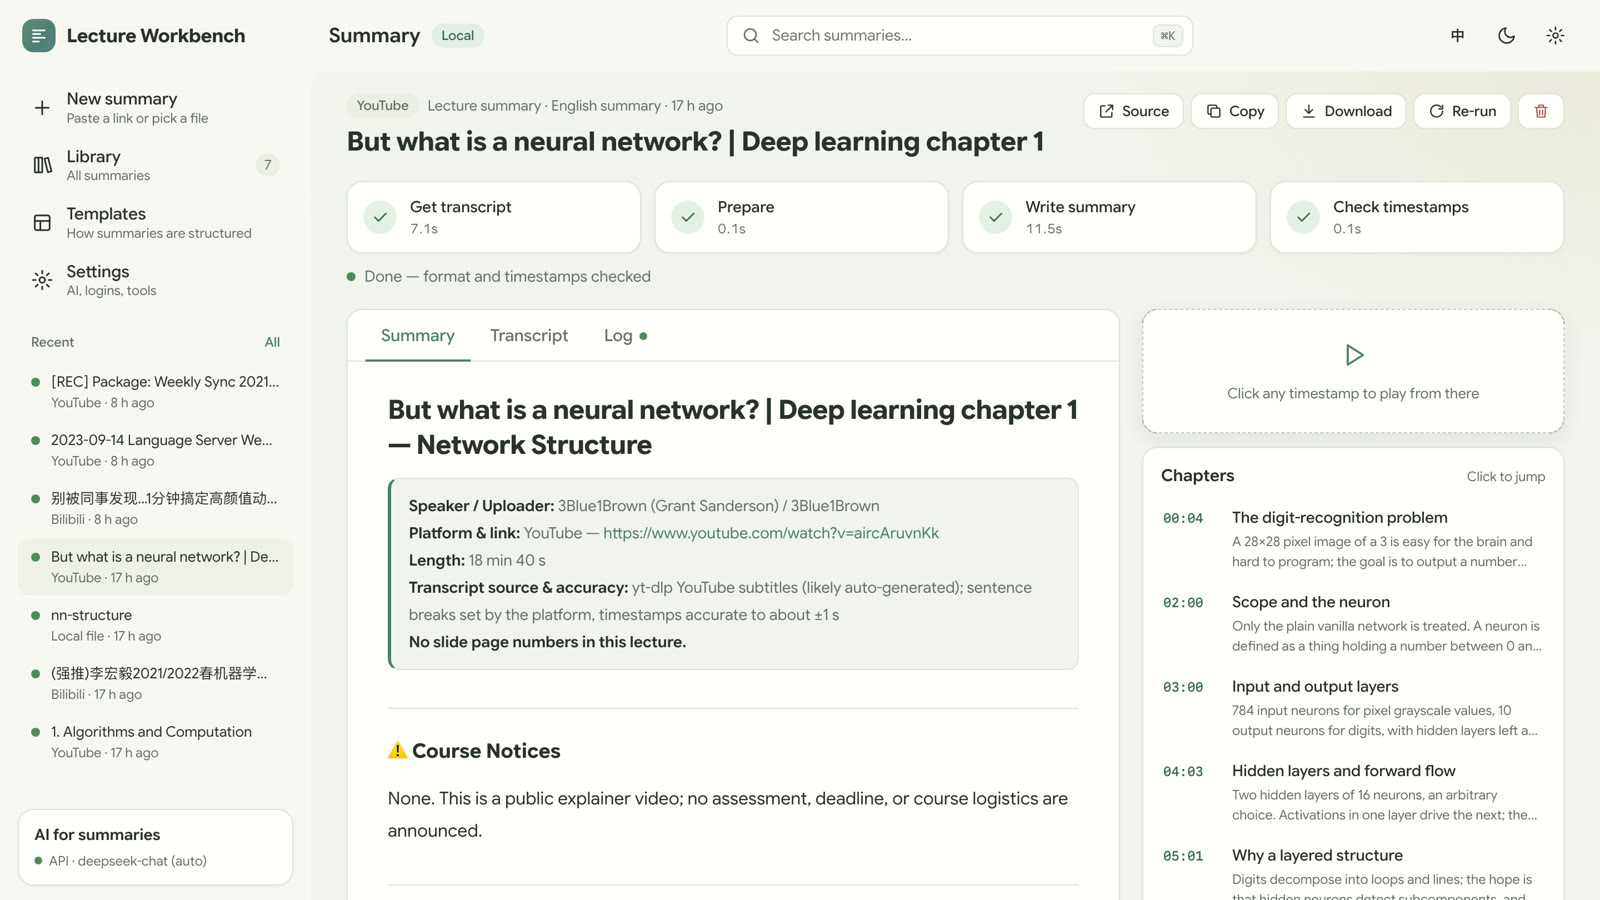 Lecture Workbench
Summary
Local
Search summaries...
⌘K
中
New summary
Paste a link or pick a file
Library
All summaries
7
Templates
How summaries are structured
Settings
AI, logins, tools
Recent
All
[REC] Package: Weekly Sync 2021...
YouTube · 8 h ago
2023-09-14 Language Server We...
YouTube · 8 h ago
别被同事发现...1分钟搞定高颜值动...
Bilibili · 8 h ago
But what is a neural network? | De...
YouTube · 17 h ago
nn-structure
Local file · 17 h ago
(强推)李宏毅2021/2022春机器学...
Bilibili · 17 h ago
1. Algorithms and Computation
YouTube · 17 h ago
AI for summaries
API · deepseek-chat (auto)
YouTube
Lecture summary · English summary · 17 h ago
Source
Copy
Download
Re-run
But what is a neural network? | Deep learning chapter 1
Get transcript
7.1s
Prepare
0.1s
Write summary
11.5s
Check timestamps
0.1s
Done — format and timestamps checked
Summary
Transcript
Log
But what is a neural network? | Deep learning chapter 1
— Network Structure
Speaker / Uploader: 3Blue1Brown (Grant Sanderson) / 3Blue1Brown
Platform & link: YouTube — https://www.youtube.com/watch?v=aircAruvnKk
Length: 18 min 40 s
Transcript source & accuracy: yt-dlp YouTube subtitles (likely auto-generated); sentence
breaks set by the platform, timestamps accurate to about ±1 s
No slide page numbers in this lecture.
⚠️ Course Notices
None. This is a public explainer video; no assessment, deadline, or course logistics are
announced.
Click any timestamp to play from there
Chapters
Click to jump
00:04
The digit-recognition problem
A 28×28 pixel image of a 3 is easy for the brain and
hard to program; the goal is to output a number...
02:00
Scope and the neuron
Only the plain vanilla network is treated. A neuron is
defined as a thing holding a number between 0 an...
03:00
Input and output layers
784 input neurons for pixel grayscale values, 10
output neurons for digits, with hidden layers left a...
04:03
Hidden layers and forward flow
Two hidden layers of 16 neurons, an arbitrary
choice. Activations in one layer drive the next; the...
05:01
Why a layered structure
Digits decompose into loops and lines; the hope is
that hidden neurons detect subcomponents, and